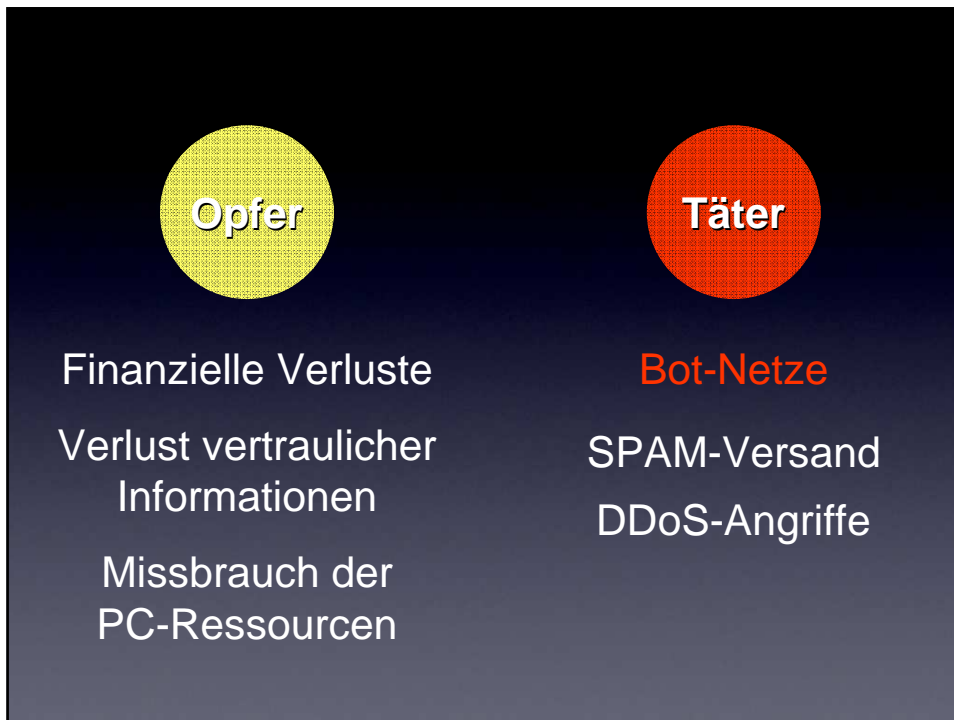 Opfer
Finanzielle Verluste
Verlust vertraulicher
Informationen
Missbrauch der
PC-Ressourcen
Täter
Bot-Netze
SPAM-Versand
DDoS-Angriffe